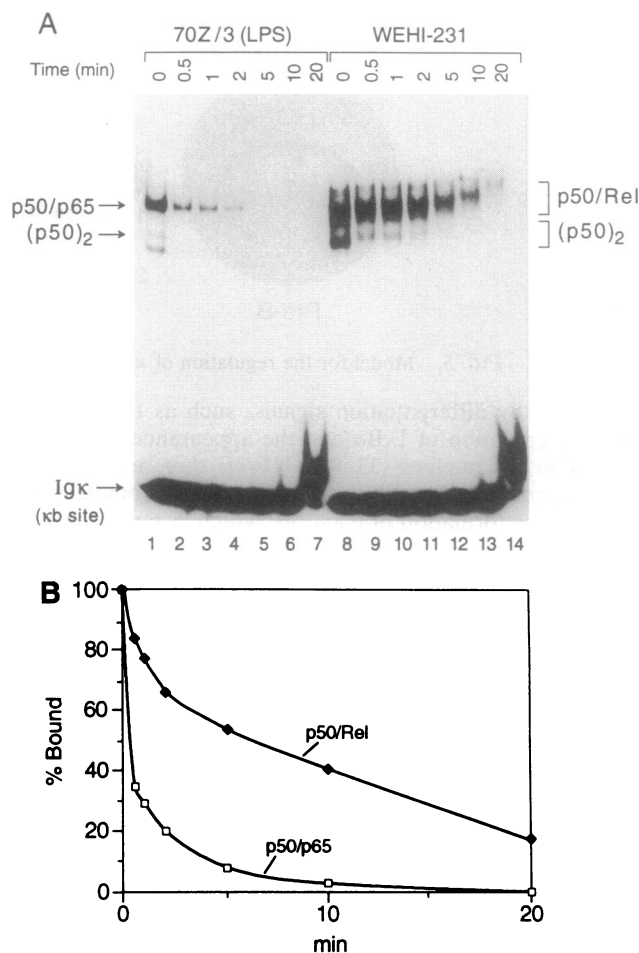 A
70Z/3 (LPS) WEHI-231
Time (min) 0 0.5 1 2 5 10 20 0 0.5 1 2 5 10 20
p50/p65 → p50/Rel
(p50)₂ → (p50)₂
Igκ →
(κb site)
1 2 3 4 5 6 7 8 9 10 11 12 13 14
B
100
80
60
40
20
0
% Bound
p50/Rel
p50/p65
0 10 20
min